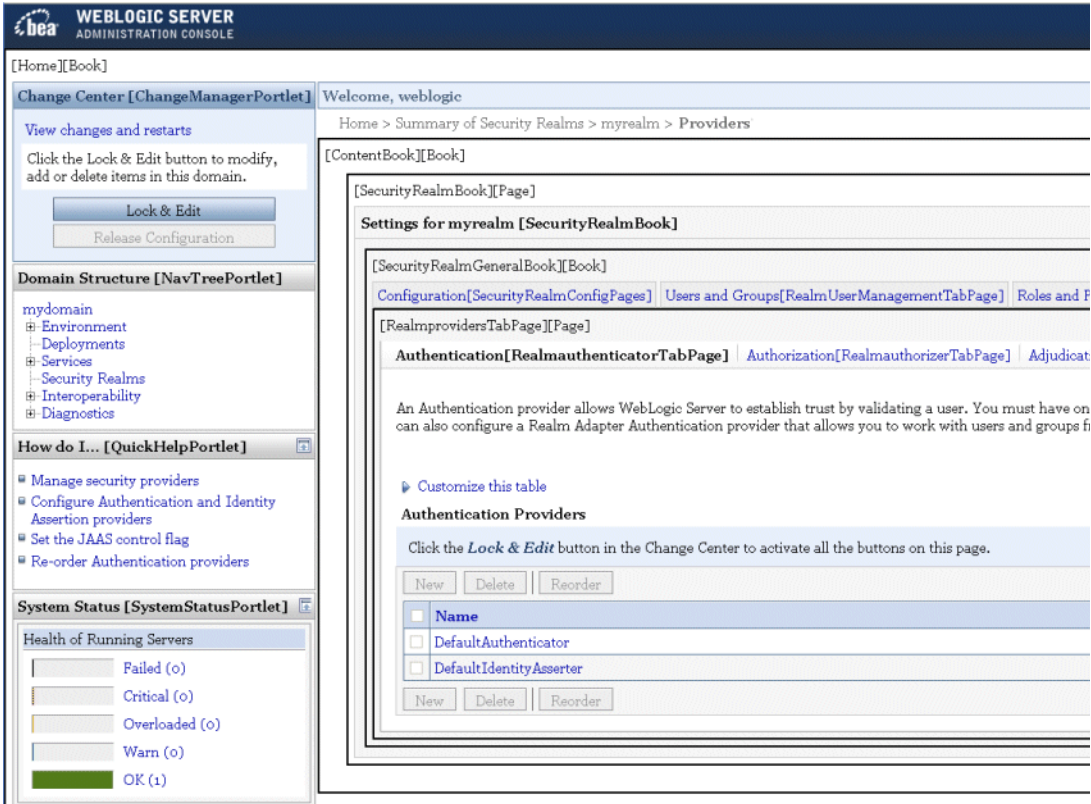 bea
WEBLOGIC SERVER
ADMINISTRATION CONSOLE
[Home][Book]
Change Center [ChangeManagerPortlet]
View changes and restarts
Click the Lock & Edit button to modify,
add or delete items in this domain.
Lock & Edit
Release Configuration
Domain Structure [NavTreePortlet]
mydomain
Environment
Deployments
Services
Security Realms
Interoperability
Diagnostics
How do I... [QuickHelpPortlet]
Manage security providers
Configure Authentication and Identity
Assertion providers
Set the JAAS control flag
Re-order Authentication providers
System Status [SystemStatusPortlet]
Health of Running Servers
Failed (0)
Critical (0)
Overloaded (0)
Warn (0)
OK (1)
Welcome, weblogic
Home > Summary of Security Realms > myrealm > Providers
[ContentBook][Book]
[SecurityRealmBook][Page]
Settings for myrealm [SecurityRealmBook]
[SecurityRealmGeneralBook][Book]
Configuration[SecurityRealmConfigPages] Users and Groups[RealmUserManagementTabPage] Roles and P
[RealmprovidersTabPage][Page]
Authentication[RealmauthenticatorTabPage] Authorization[RealmauthorizerTabPage] Adjudicat
An Authentication provider allows WebLogic Server to establish trust by validating a user. You must have on
can also configure a Realm Adapter Authentication provider that allows you to work with users and groups f
Customize this table
Authentication Providers
Click the Lock & Edit button in the Change Center to activate all the buttons on this page.
New Delete Reorder
Name
DefaultAuthenticator
DefaultIdentityAsserter
New Delete Reorder